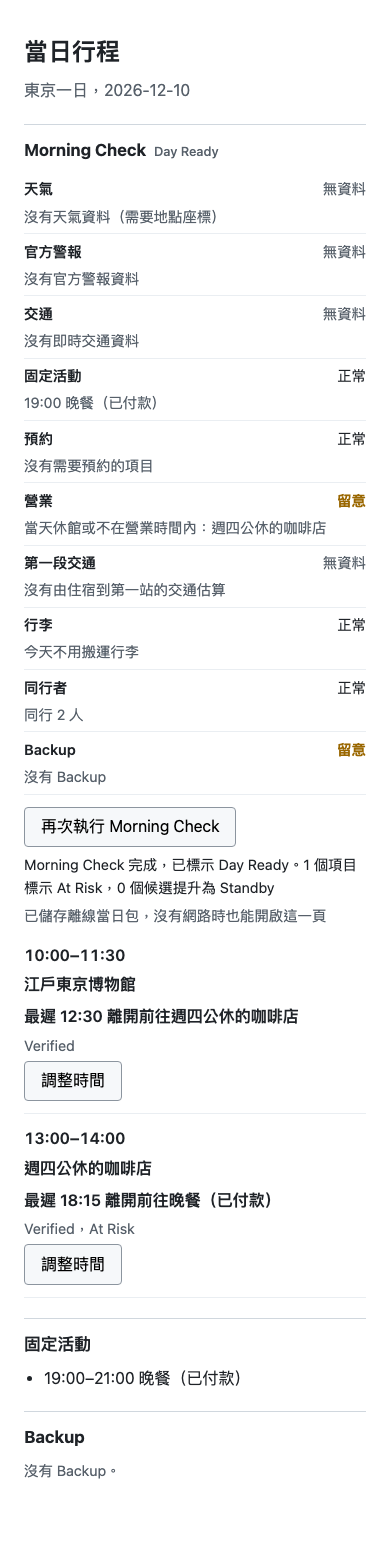 當日行程
東京一日，2026-12-10
Morning Check Day Ready
天氣 無資料
沒有天氣資料（需要地點座標）
官方警報 無資料
沒有官方警報資料
交通 無資料
沒有即時交通資料
固定活動 正常
19:00 晚餐（已付款）
預約 正常
沒有需要預約的項目
營業 留意
當天休館或不在營業時間內：週四公休的咖啡店
第一段交通 無資料
沒有由住宿到第一站的交通估算
行李 正常
今天不用搬運行李
同行者 正常
同行 2 人
Backup 留意
沒有 Backup
再次執行 Morning Check
Morning Check 完成，已標示 Day Ready。1 個項目
標示 At Risk，0 個候選提升為 Standby
已儲存離線當日包，沒有網路時也能開啟這一頁
10:00–11:30
江戶東京博物館
最遲 12:30 離開前往週四公休的咖啡店
Verified
調整時間
13:00–14:00
週四公休的咖啡店
最遲 18:15 離開前往晚餐（已付款）
Verified，At Risk
調整時間
固定活動
• 19:00–21:00 晚餐（已付款）
Backup
沒有 Backup。